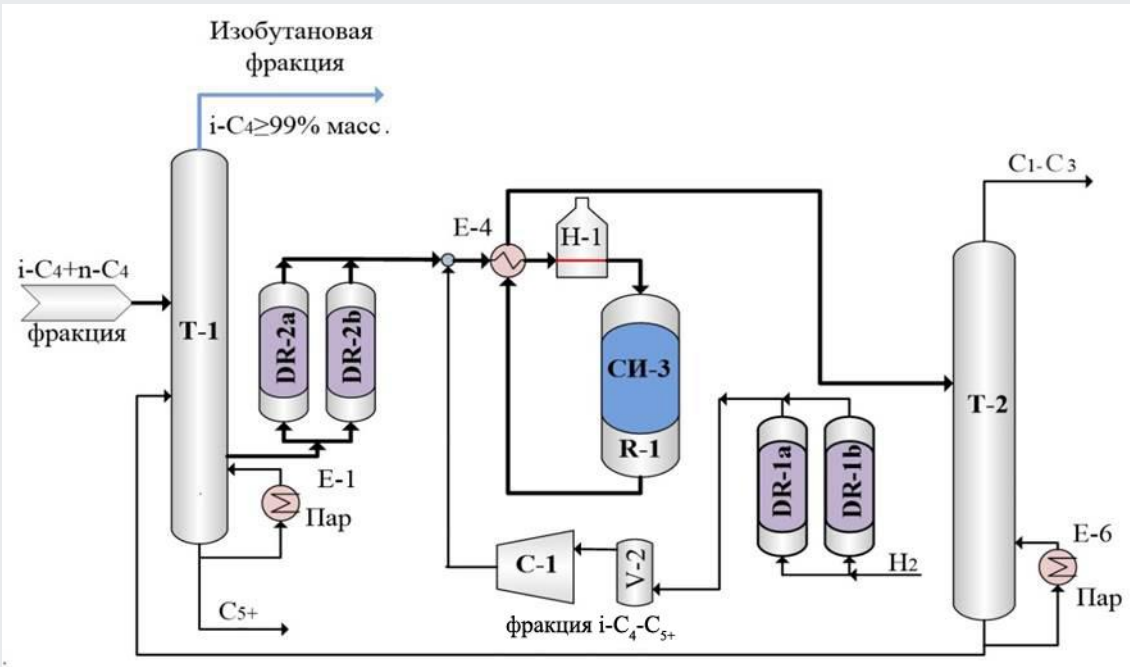 Изобутановая
фракция
i-C4≥99% масс.
C1-C3
E-4
H-1
i-C4+n-C4
фракция
T-1
DR-2a
DR-2b
СИ-3
R-1
T-2
E-1
Пар
DR-1a
DR-1b
C-1
V-2
H2
E-6
Пар
C5+
фракция i-C4-C5+